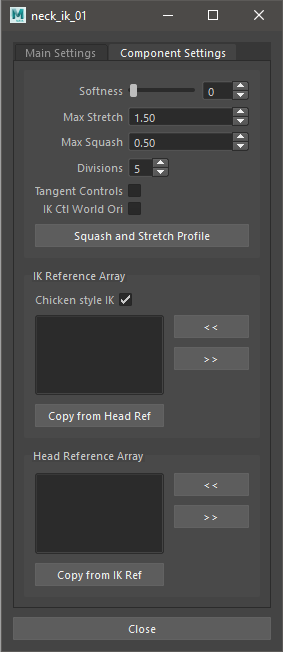 neck_ik_01
Main Settings Component Settings
Softness 0
Max Stretch 1.50
Max Squash 0.50
Divisions 5
Tangent Controls
IK Ctl World Ori
Squash and Stretch Profile
IK Reference Array
Chicken style IK
<<
>>
Copy from Head Ref
Head Reference Array
<<
>>
Copy from IK Ref
Close